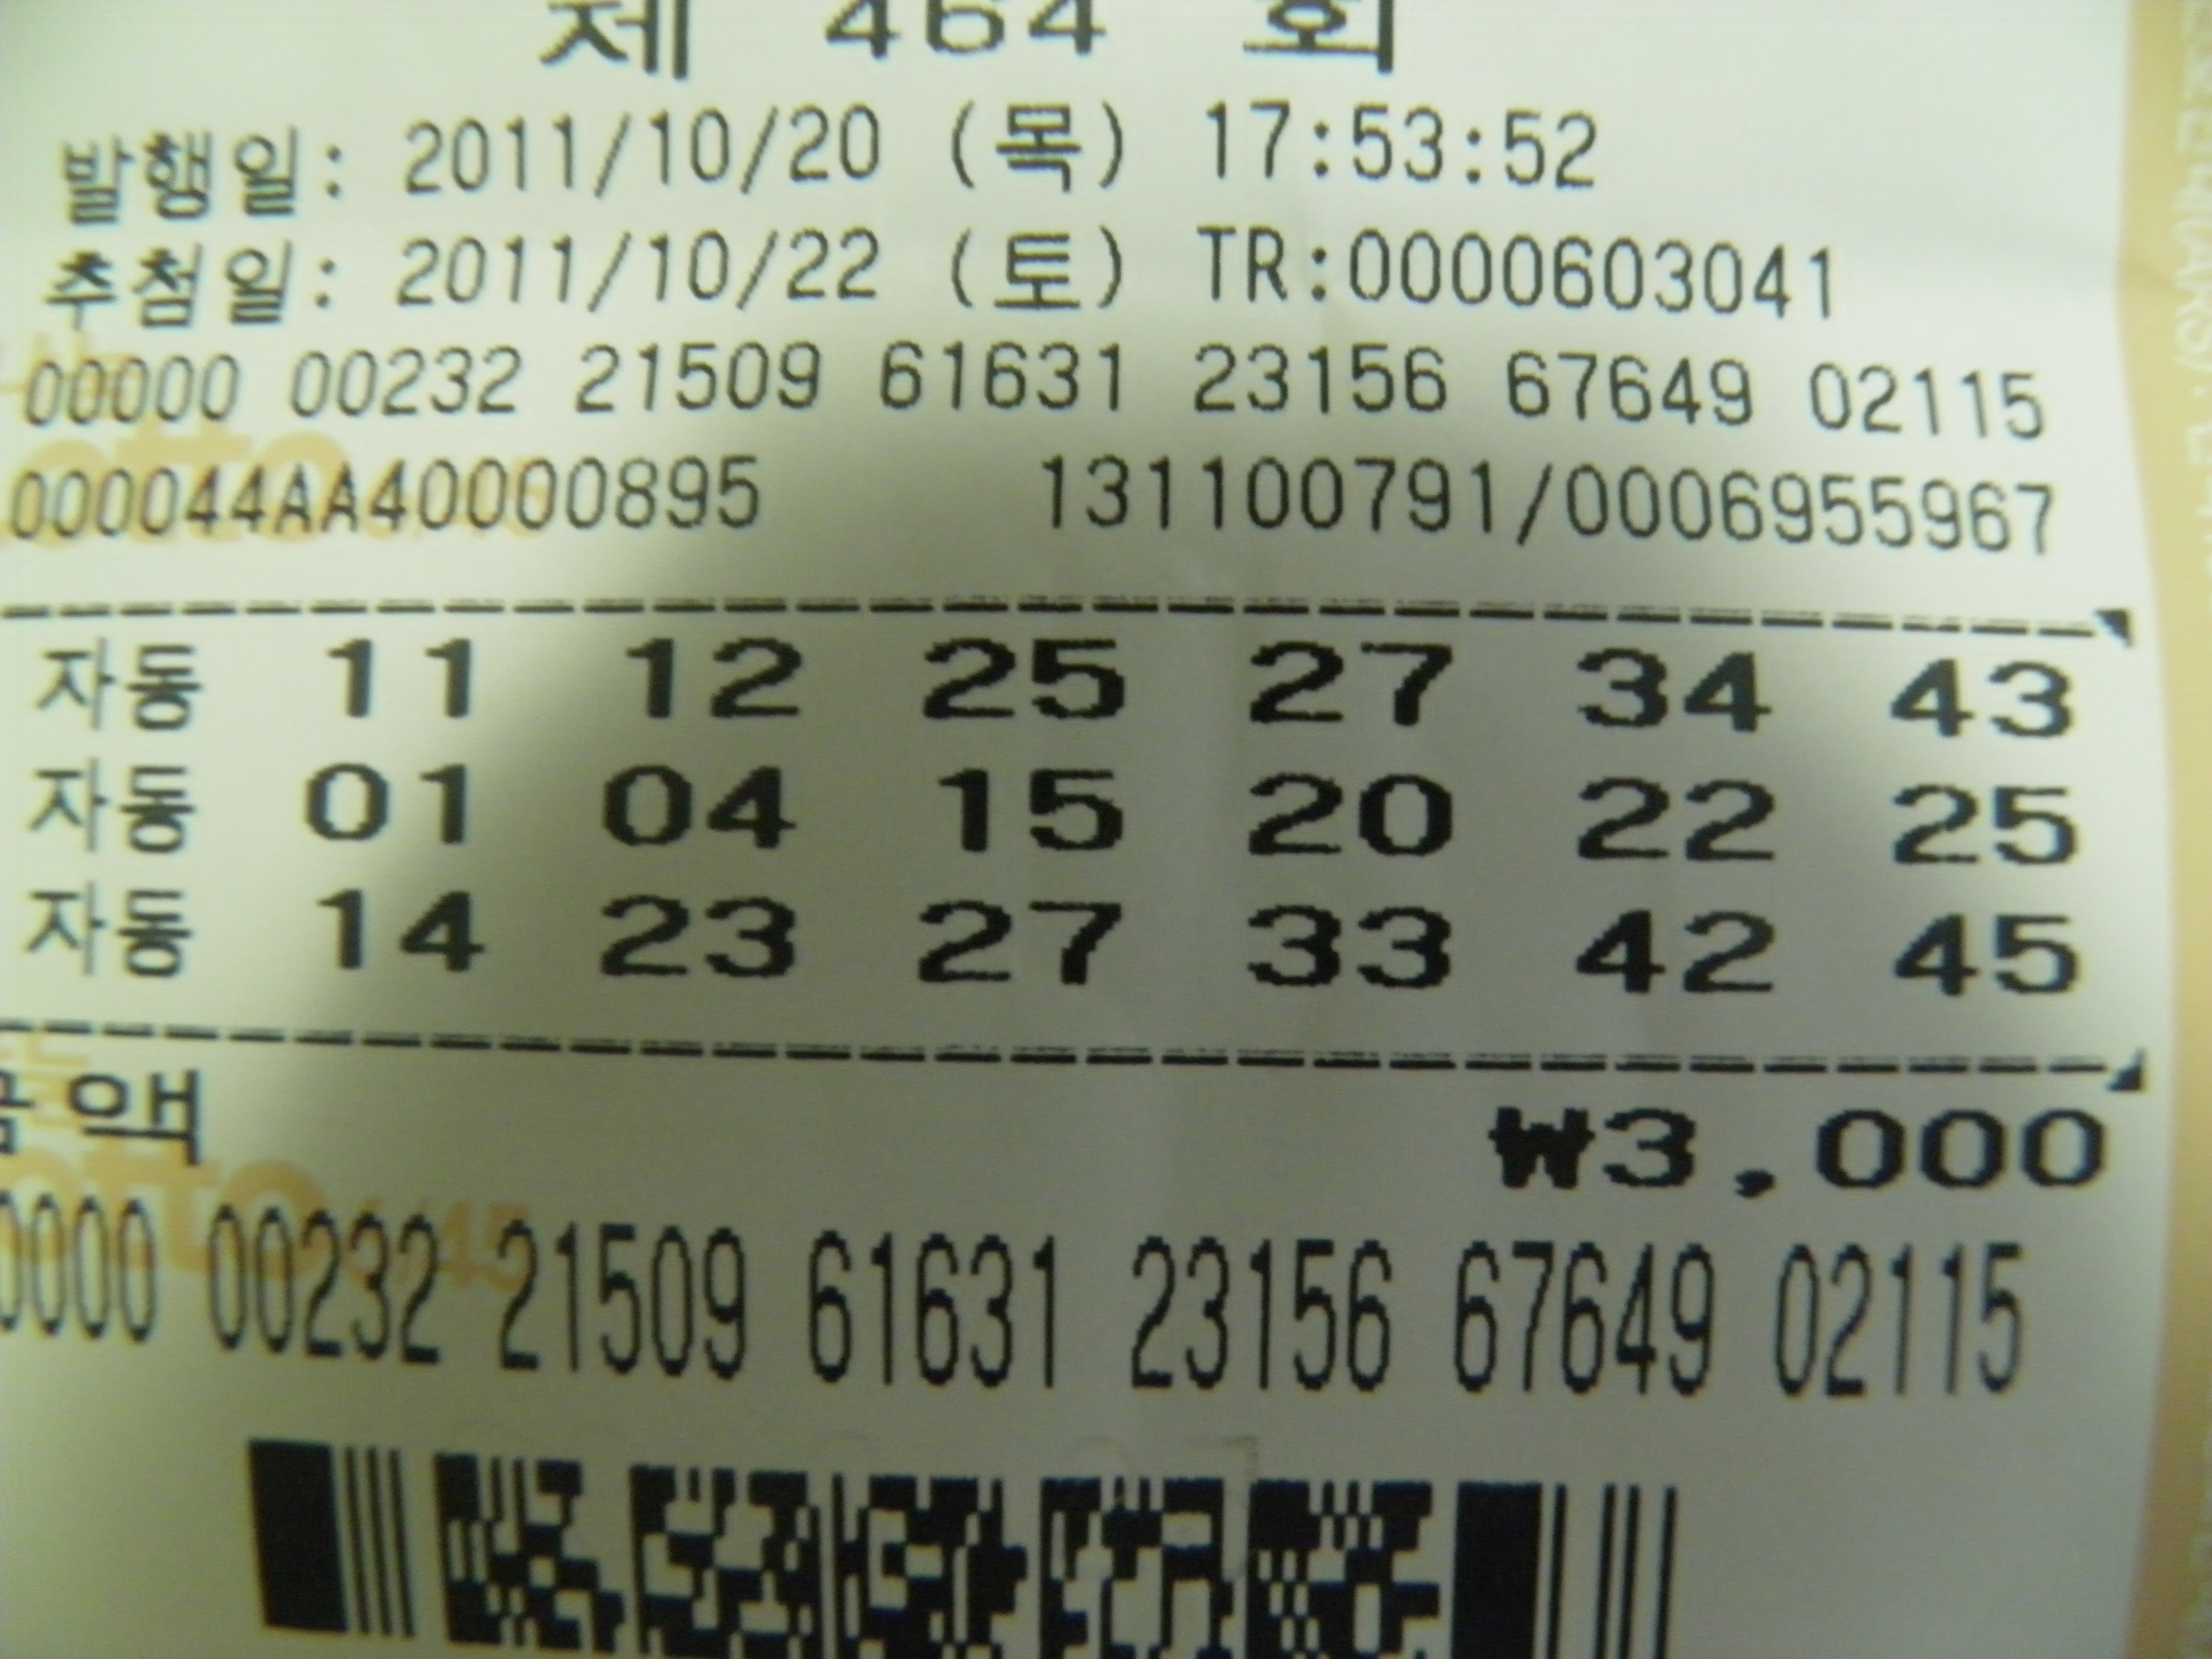 제 464 회
발행일: 2011/10/20 (목) 17:53:52
추첨일: 2011/10/22 (토) TR:0000603041
00000 00232 21509 61631 23156 67649 02115
000044AA40000895 131100791/0006955967
자동 11 12 25 27 34 43
자동 01 04 15 20 22 25
자동 14 23 27 33 42 45
금액 ₩3,000
0000 00232 21509 61631 23156 67649 02115